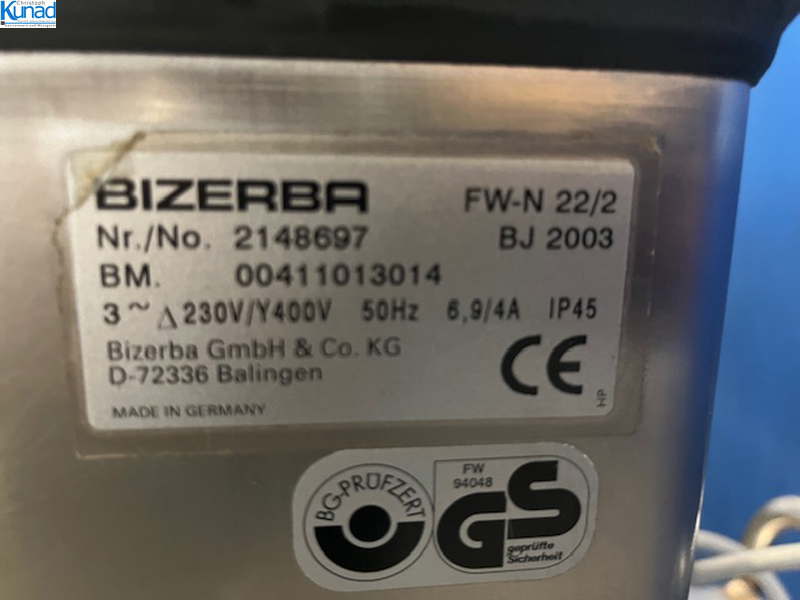 Christoph
Kunad
BIZERBA FW-N 22/2
Nr./No. 2148697 BJ 2003
BM. 00411013014
3~ Δ 230V/Y400V 50Hz 6,9/4A IP45
Bizerba GmbH & Co. KG
D-72336 Balingen
CE
MADE IN GERMANY
HP
BG-PRÜFZERT
FW
94048
GS
geprüfte
Sicherheit